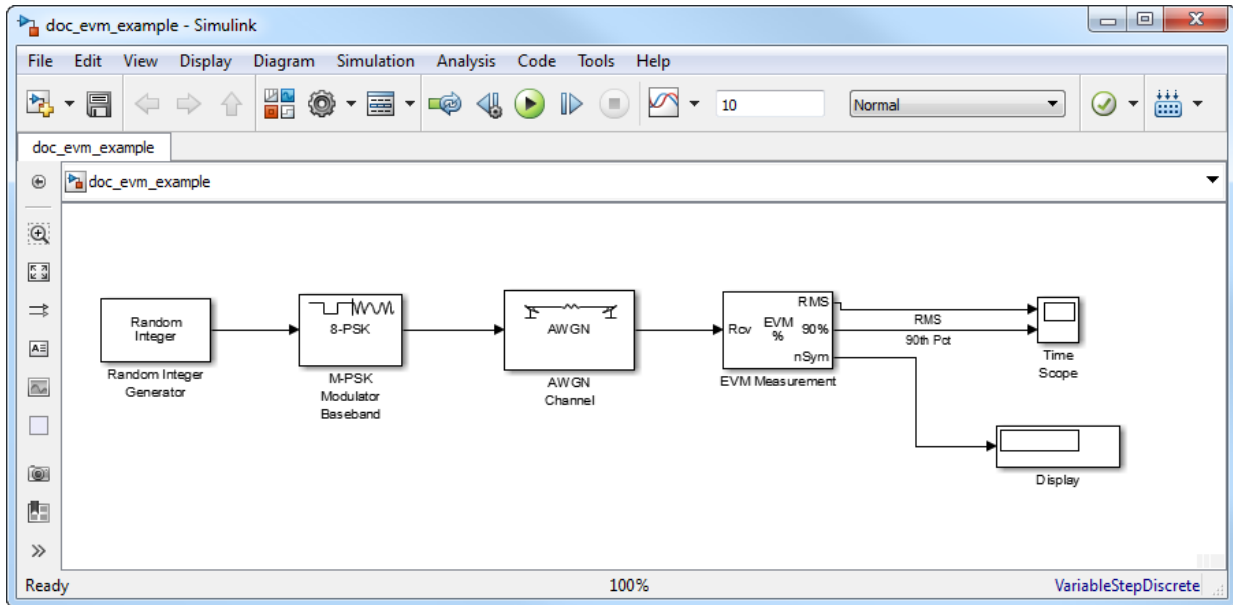 doc_evm_example - Simulink
File Edit View Display Diagram Simulation Analysis Code Tools Help
10 Normal
doc_evm_example
doc_evm_example
Random
Integer
Random Integer
Generator
8-PSK
M-PSK
Modulator
Baseband
AWGN
AWGN
Channel
RMS
Rcv EVM 90%
%
nSym
EVM Measurement
RMS
90th Pct
Time
Scope
Display
Ready 100% VariableStepDiscrete